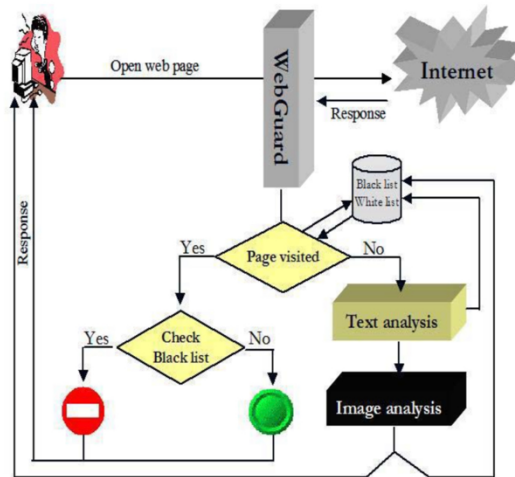 Open web page
WebGuard
Internet
Response
Black list
White list
Response
Yes
Page visited
No
Text analysis
Yes
Check
Black list
No
Image analysis